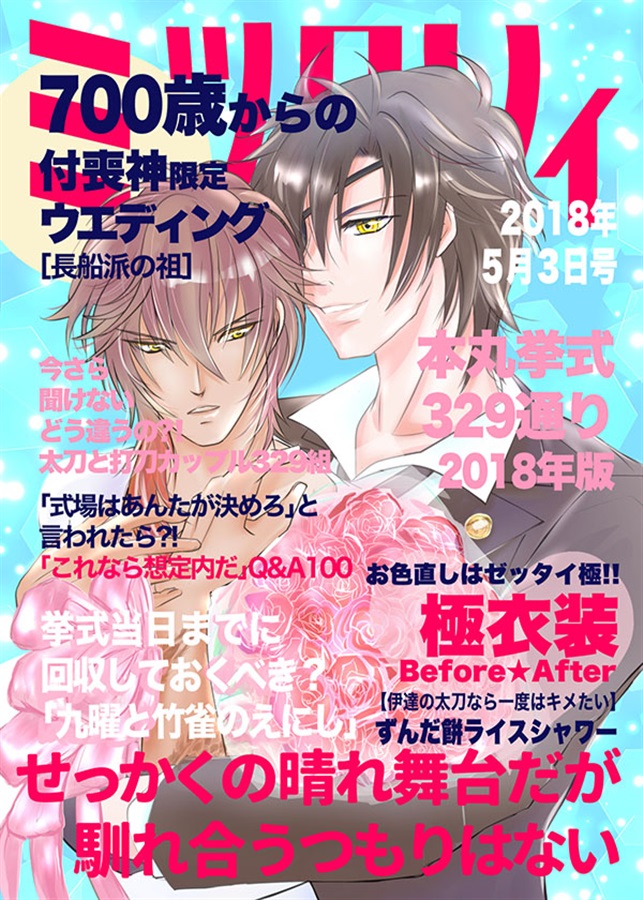 ミツクリィ
700歳からの
付喪神限定
ウエディング
[長船派の祖]
2018年
5月3日号
本丸挙式
329通り
2018年版
今さら
聞けない
どう違うの?!
太刀と打刀カップル329組
「式場はあんたが決めろ」と
言われたら?!
「これなら想定内だ」Q&A100
お色直しはゼッタイ極!!
極衣装
Before★After
【伊達の太刀なら一度はキメたい】
ずんだ餅ライスシャワー
挙式当日までに
回収しておくべき?
「九曜と竹雀のえにし」
せっかくの晴れ舞台だが
馴れ合うつもりはない